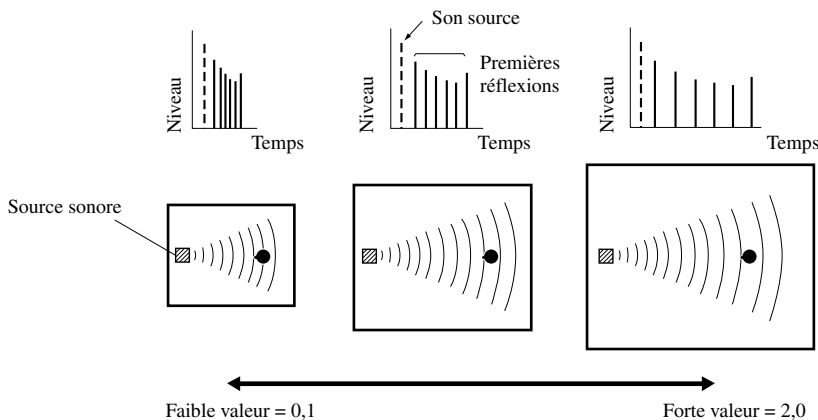 Son source
Premières
réflexions
Niveau
Temps
Niveau
Temps
Niveau
Temps
Source sonore
Faible valeur = 0,1
Forte valeur = 2,0